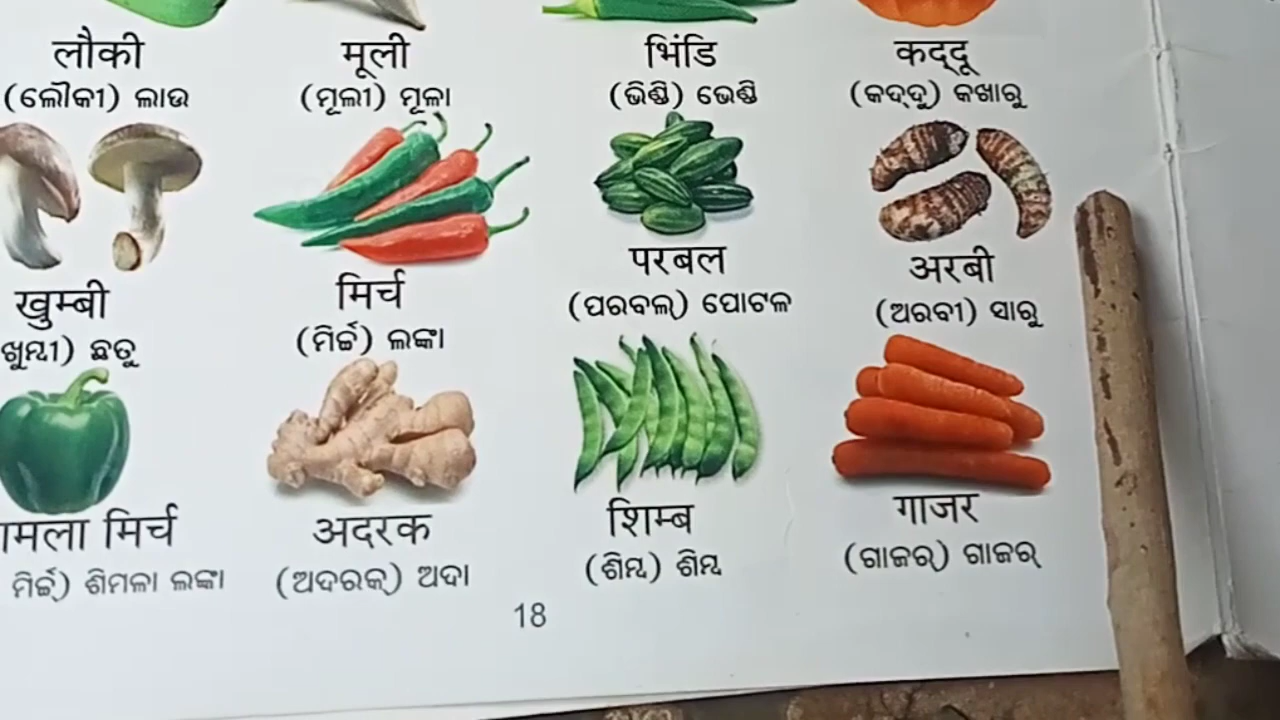 लौकी मूली भिंडि कद्दू
(ଲୌକୀ) ଲାଉ (ମୂଲୀ) ମୂଳା (ଭିଣ୍ଡି) ଭେଣ୍ଡି (କଦ୍ଦୁ) କଖାରୁ
खुम्बी मिर्च परबल अरबी
ଖୁମ୍ବୀ) ଛତୁ (ମିର୍ଚ୍ଚ) ଲଙ୍କା (ପରବଲ୍) ପୋଟଳ (ଅରବୀ) ସାରୁ
मिर्च अदरक शिम्ब गाजर
ମିର୍ଚ୍ଚ) ଶିମଳା ଲଙ୍କା (ଅଦରକ୍) ଅଦା (ଶିମ୍ବ) ଶିମ୍ବ (ଗାଜର୍) ଗାଜର୍
18